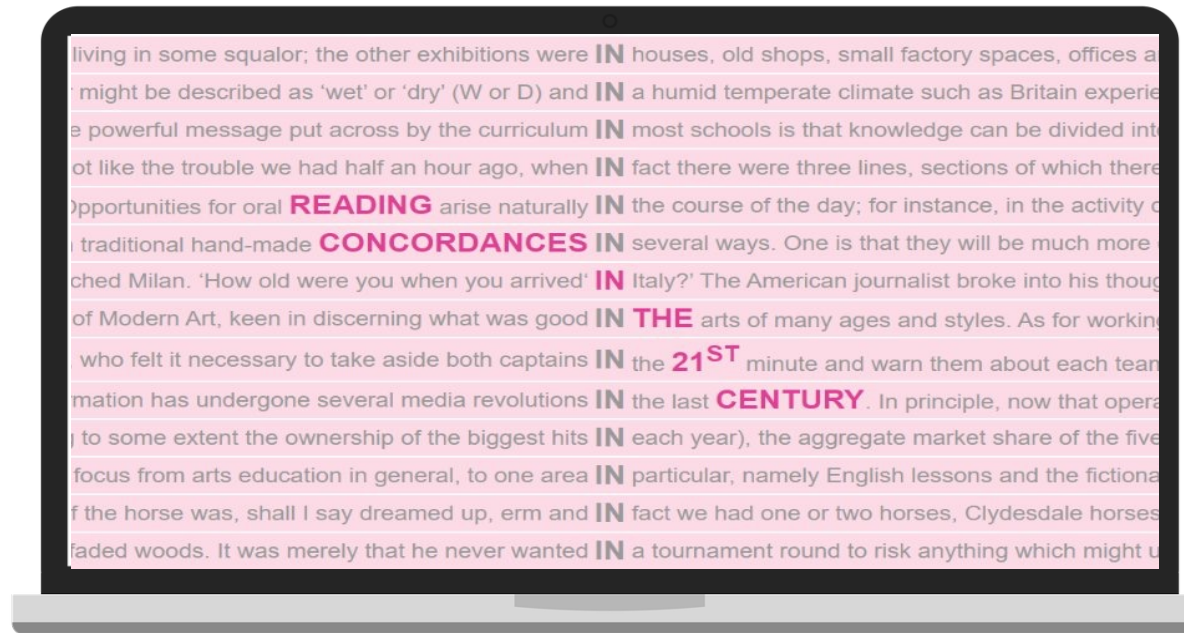 living in some squalor; the other exhibitions were IN houses, old shops, small factory spaces, offices
might be described as ‘wet’ or ‘dry’ (W or D) and IN a humid temperate climate such as Britain
powerful message put across by the curriculum IN most schools is that knowledge can be divided
like the trouble we had half an hour ago, when IN fact there were three lines, sections of which there
for oral READING arise naturally IN the course of the day; for instance, in the activity
traditional hand-made CONCORDANCES IN several ways. One is that they will be much more
Milan. ‘How old were you when you arrived‘ IN Italy?’ The American journalist broke into his
of Modern Art, keen in discerning what was good IN THE arts of many ages and styles. As for
who felt it necessary to take aside both captains IN the 21ST minute and warn them about each
has undergone several media revolutions IN the last CENTURY. In principle, now that
to some extent the ownership of the biggest hits IN each year), the aggregate market share of the five
focus from arts education in general, to one area IN particular, namely English lessons and the
the horse was, shall I say dreamed up, erm and IN fact we had one or two horses, Clydesdale horses
faded woods. It was merely that he never wanted IN a tournament round to risk anything which might